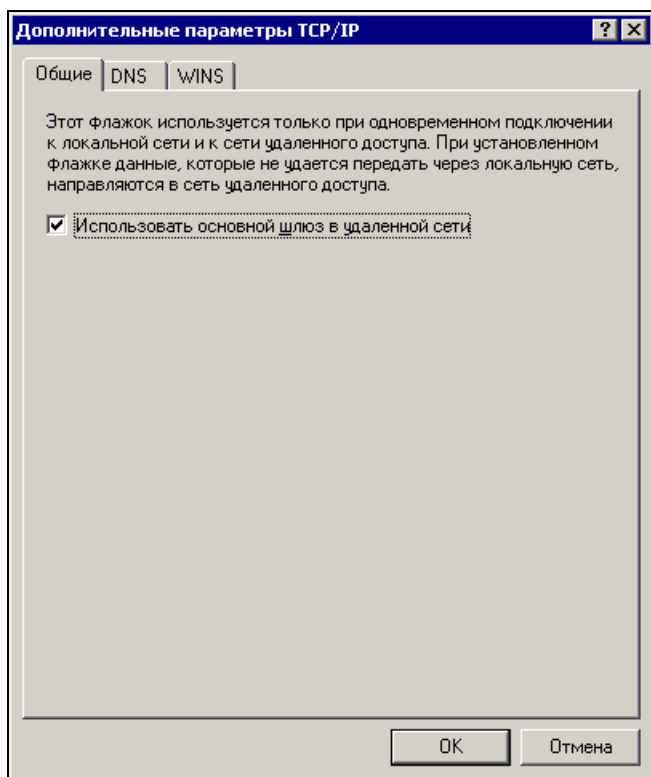 Дополнительные параметры TCP/IP
Общие
DNS
WINS
Этот флажок используется только при одновременном подключении
к локальной сети и к сети удаленного доступа. При установленном
флажке данные, которые не удается передать через локальную сеть,
направляются в сеть удаленного доступа.
Использовать основной шлюз в удаленной сети
OK
Отмена